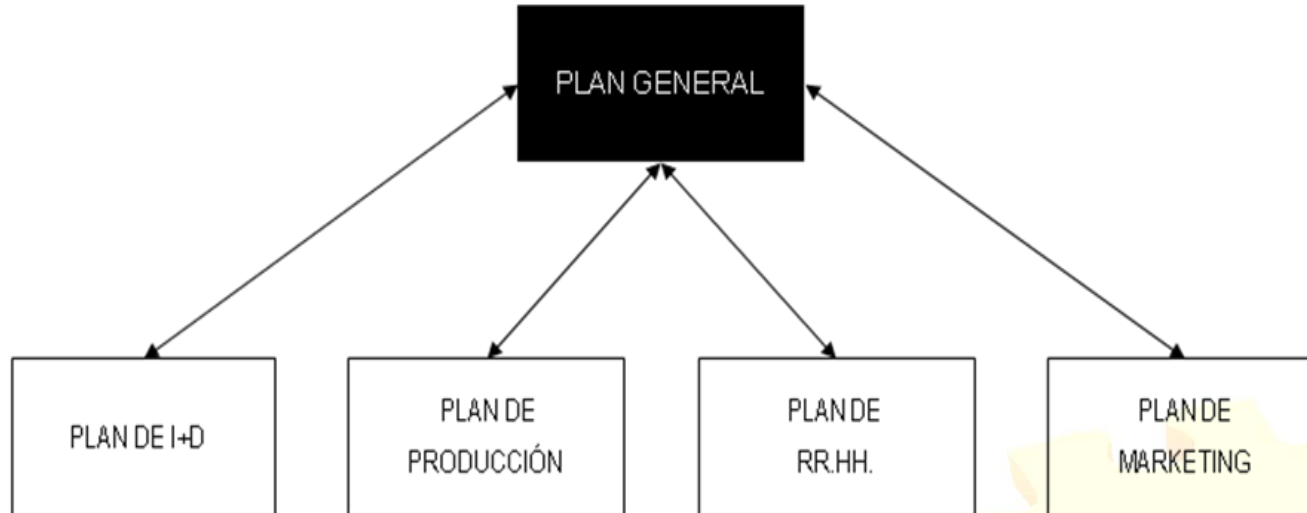 PLAN GENERAL
PLAN DE I+D
PLAN DE
PRODUCCIÓN
PLAN DE
RR.HH.
PLAN DE
MARKETING